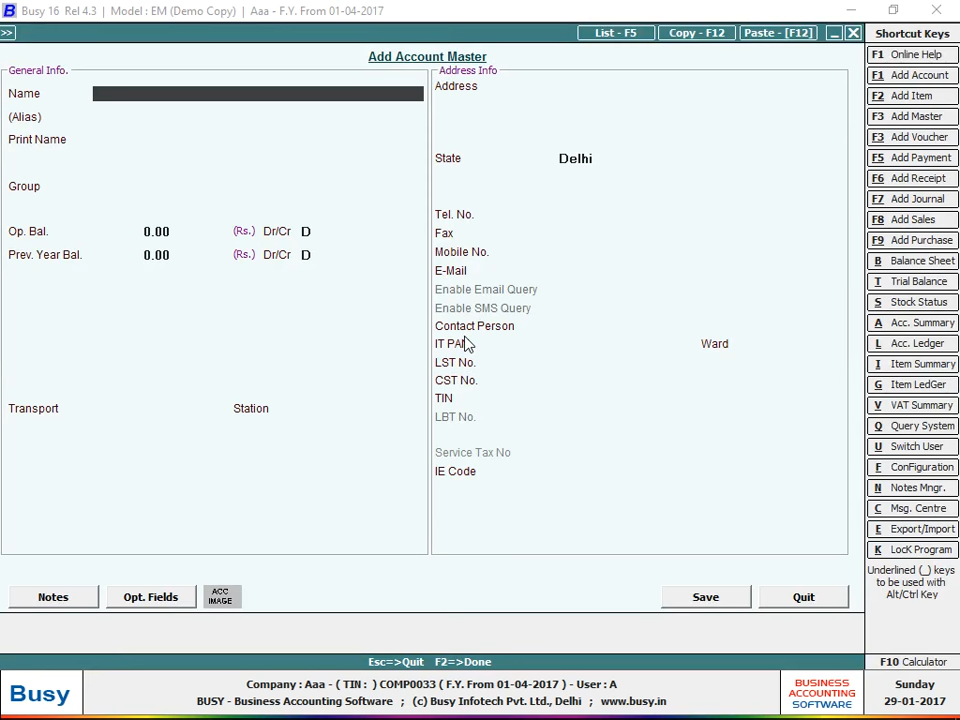 Busy 16 Rel 4.3 | Model : EM (Demo Copy) | Aaa - F.Y. From 01-04-2017
>> List - F5 Copy - F12 Paste - [F12]
Add Account Master
General Info.
Name
(Alias)
Print Name
Group
Op. Bal. 0.00 (Rs.) Dr/Cr D
Prev. Year Bal. 0.00 (Rs.) Dr/Cr D
Transport Station
Address Info
Address
State Delhi
Tel. No.
Fax
Mobile No.
E-Mail
Enable Email Query
Enable SMS Query
Contact Person
IT PAN Ward
LST No.
CST No.
TIN
LBT No.
Service Tax No
IE Code
Notes Opt. Fields ACC IMAGE Save Quit
Esc=>Quit F2=>Done
Busy
Company : Aaa - ( TIN : ) COMP0033 ( F.Y. From 01-04-2017 ) - User : A
BUSY - Business Accounting Software ; (c) Busy Infotech Pvt. Ltd., Delhi ; www.busy.in
BUSINESS
ACCOUNTING
SOFTWARE
Shortcut Keys
F1 Online Help
F1 Add Account
F2 Add Item
F3 Add Master
F3 Add Voucher
F5 Add Payment
F6 Add Receipt
F7 Add Journal
F8 Add Sales
F9 Add Purchase
B Balance Sheet
T Trial Balance
S Stock Status
A Acc. Summary
L Acc. Ledger
I Item Summary
G Item LedGer
V VAT Summary
Q Query System
U Switch User
F Configuration
N Notes Mngr.
C Msg. Centre
E Export/Import
K LocK Program
Underlined (_) keys
to be used with
Alt/Ctrl Key
F10 Calculator
Sunday
29-01-2017